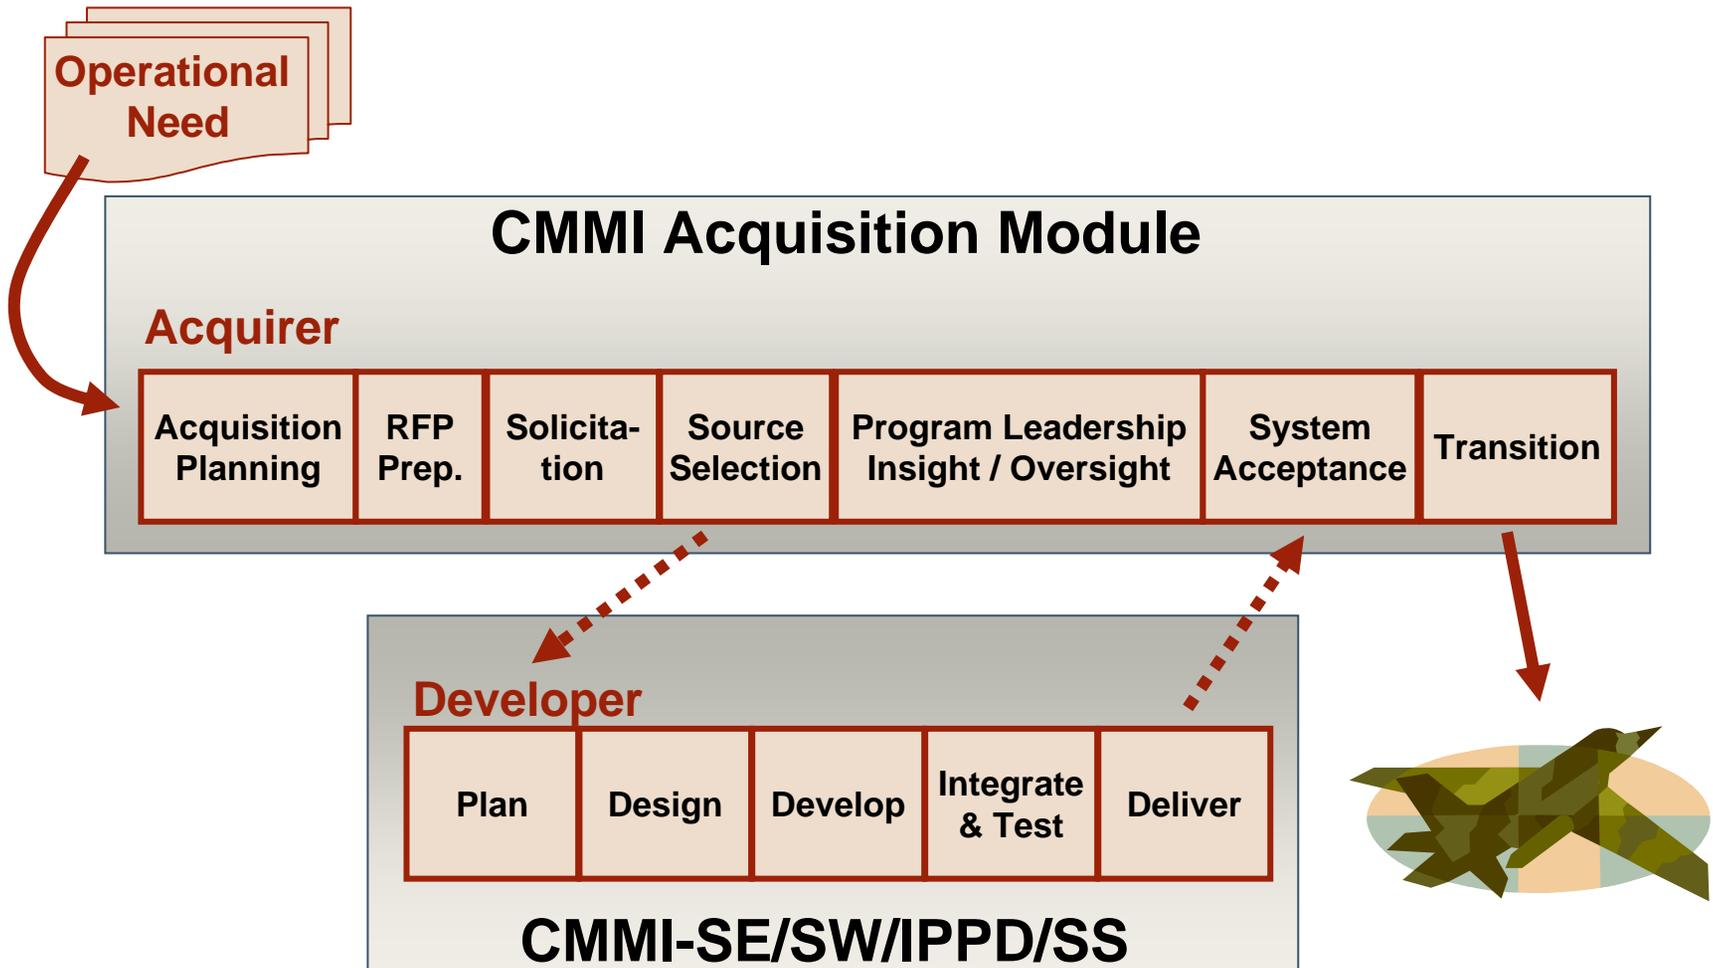 Operational
Need
CMMI Acquisition Module
Acquirer
Acquisition
Planning
RFP
Prep.
Solicita-
tion
Source
Selection
Program Leadership
Insight / Oversight
System
Acceptance
Transition
Developer
Plan
Design
Develop
Integrate
& Test
Deliver
CMMI-SE/SW/IPPD/SS